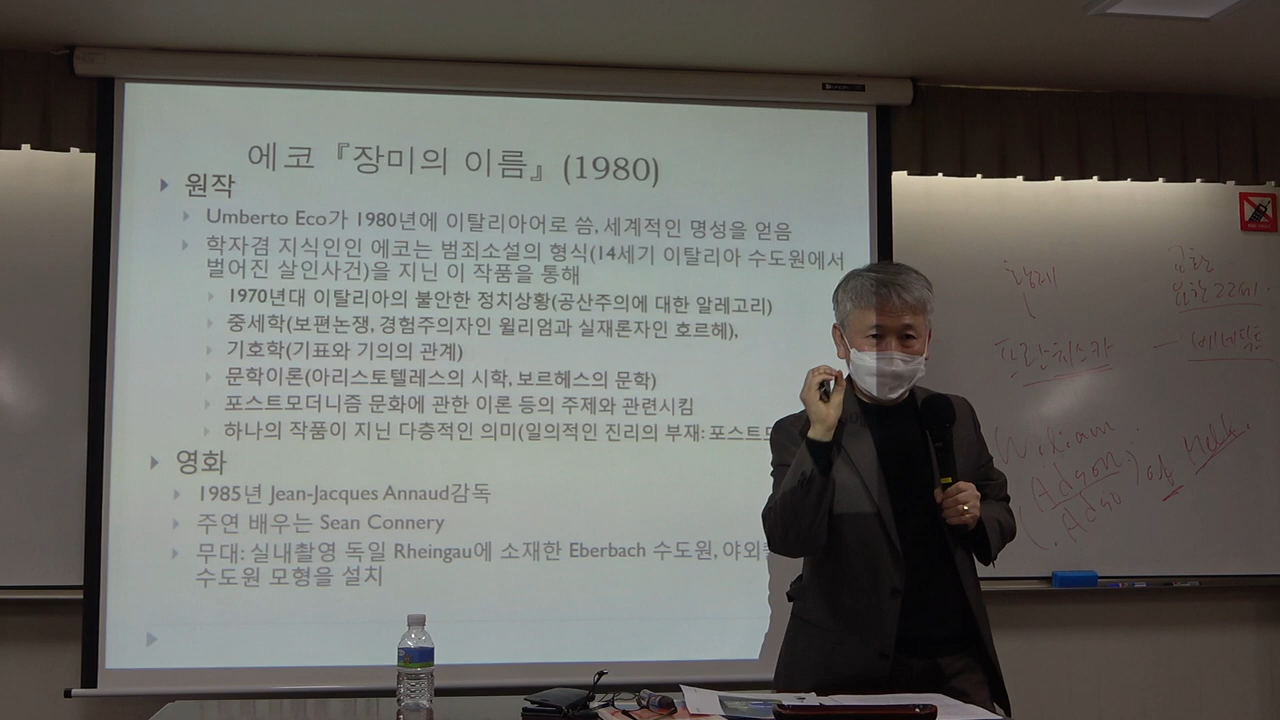 에코『장미의 이름』(1980)
원작
Umberto Eco가 1980년에 이탈리아어로 씀, 세계적인 명성을 얻음
학자겸 지식인인 에코는 범죄소설의 형식(14세기 이탈리아 수도원에서
벌어진 살인사건)을 지닌 이 작품을 통해
1970년대 이탈리아의 불안한 정치상황(공산주의에 대한 알레고리)
중세학(보편논쟁, 경험주의자인 윌리엄과 실재론자인 호르헤),
기호학(기표와 기의의 관계)
문학이론(아리스토텔레스의 시학, 보르헤스의 문학)
포스트모더니즘 문화에 관한 이론 등의 주제와 관련시킴
하나의 작품이 지닌 다층적인 의미(일의적인 진리의 부재: 포스트모
영화
1985년 Jean-Jacques Annaud감독
주연 배우는 Sean Connery
무대: 실내촬영 독일 Rheingau에 소재한 Eberbach 수도원, 야외
수도원 모형을 설치
황제
교황
요한22세
프란치스카 — 베네딕트
William
Adson
Adso
of Melk